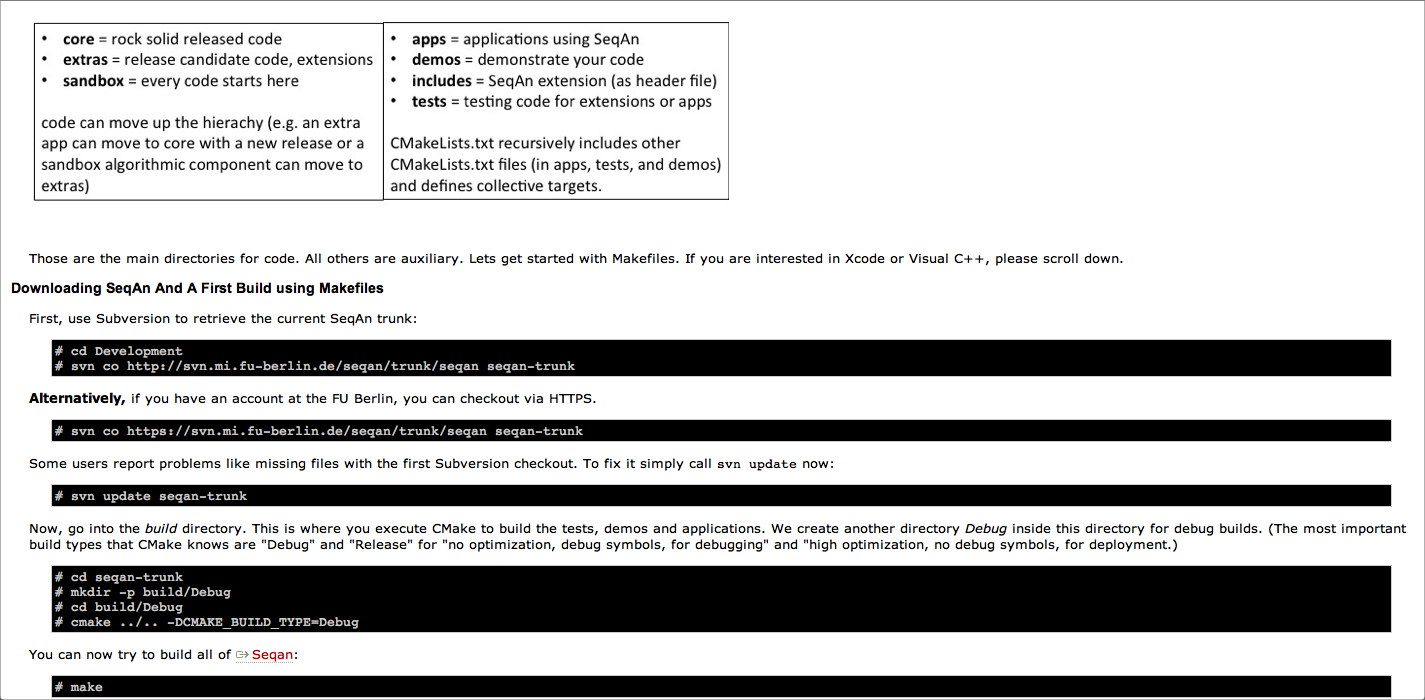 • core = rock solid released code
• extras = release candidate code, extensions
• sandbox = every code starts here
code can move up the hierachy (e.g. an extra
app can move to core with a new release or a
sandbox algorithmic component can move to
extras)
• apps = applications using SeqAn
• demos = demonstrate your code
• includes = SeqAn extension (as header file)
• tests = testing code for extensions or apps
CMakeLists.txt recursively includes other
CMakeLists.txt files (in apps, tests, and demos)
and defines collective targets.
Those are the main directories for code. All others are auxiliary. Lets get started with Makefiles. If you are interested in Xcode or Visual C++, please scroll down.
Downloading SeqAn And A First Build using Makefiles
First, use Subversion to retrieve the current SeqAn trunk:
# cd Development
# svn co http://svn.mi.fu-berlin.de/seqan/trunk/seqan seqan-trunk
Alternatively, if you have an account at the FU Berlin, you can checkout via HTTPS.
# svn co https://svn.mi.fu-berlin.de/seqan/trunk/seqan seqan-trunk
Some users report problems like missing files with the first Subversion checkout. To fix it simply call svn update now:
# svn update seqan-trunk
Now, go into the build directory. This is where you execute CMake to build the tests, demos and applications. We create another directory Debug inside this directory for debug builds. (The most important
build types that CMake knows are "Debug" and "Release" for "no optimization, debug symbols, for debugging" and "high optimization, no debug symbols, for deployment.)
# cd seqan-trunk
# mkdir -p build/Debug
# cd build/Debug
# cmake ../.. -DCMAKE_BUILD_TYPE=Debug
You can now try to build all of Seqan:
# make